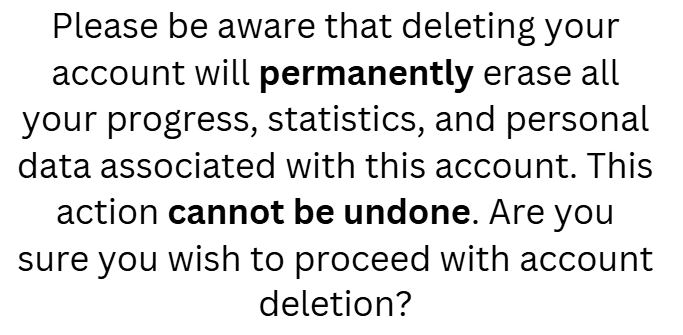 Please be aware that deleting your
account will permanently erase all
your progress, statistics, and personal
data associated with this account. This
action cannot be undone. Are you
sure you wish to proceed with account
deletion?